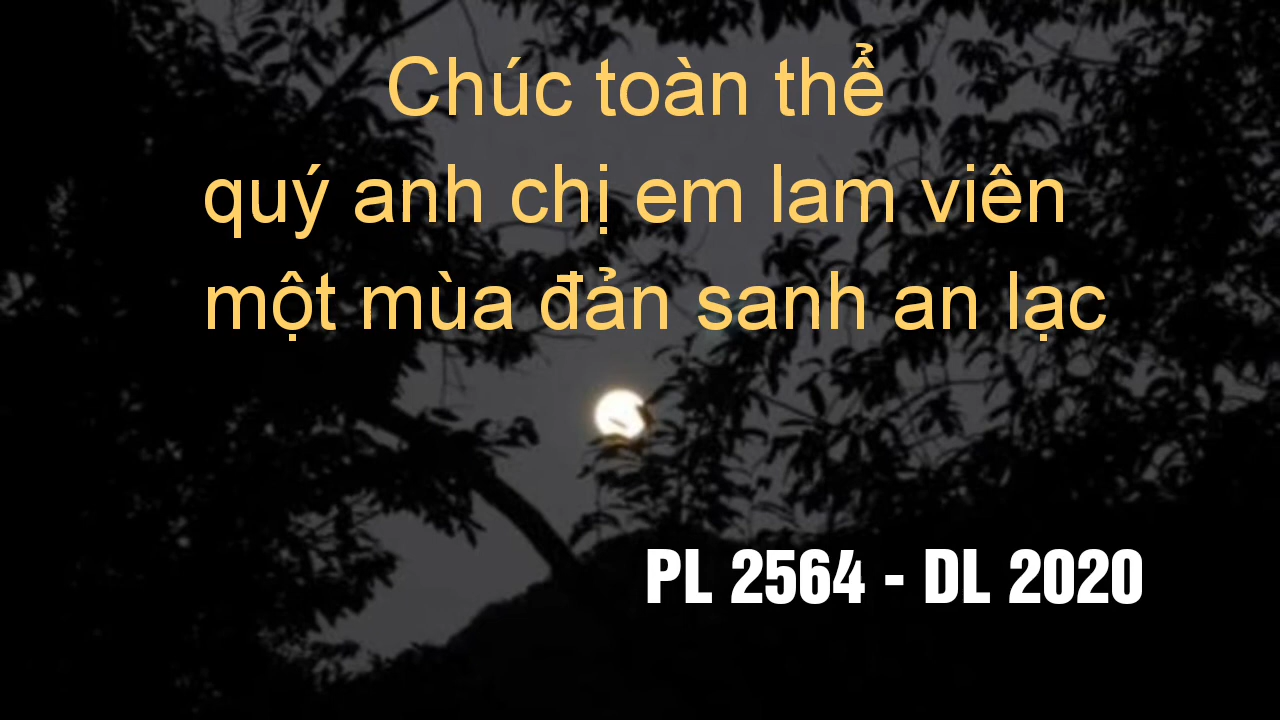 Chúc toàn thể
quý anh chị em lam viên
một mùa đản sanh an lạc
PL 2564 - DL 2020